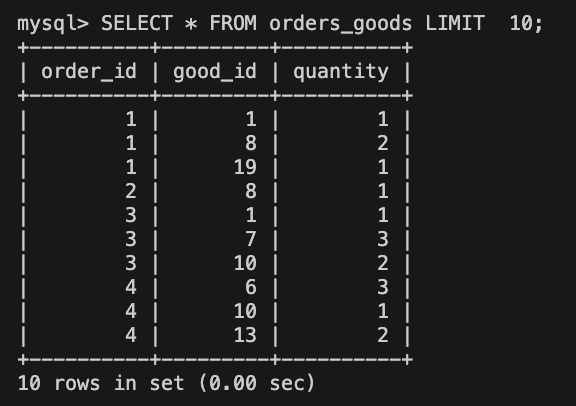 mysql> SELECT * FROM orders_goods LIMIT  10;
+----------+---------+----------+
| order_id | good_id | quantity |
+----------+---------+----------+
|        1 |       1 |        1 |
|        1 |       8 |        2 |
|        1 |      19 |        1 |
|        2 |       8 |        1 |
|        3 |       1 |        1 |
|        3 |       7 |        3 |
|        3 |      10 |        2 |
|        4 |       6 |        3 |
|        4 |      10 |        1 |
|        4 |      13 |        2 |
+----------+---------+----------+
10 rows in set (0.00 sec)